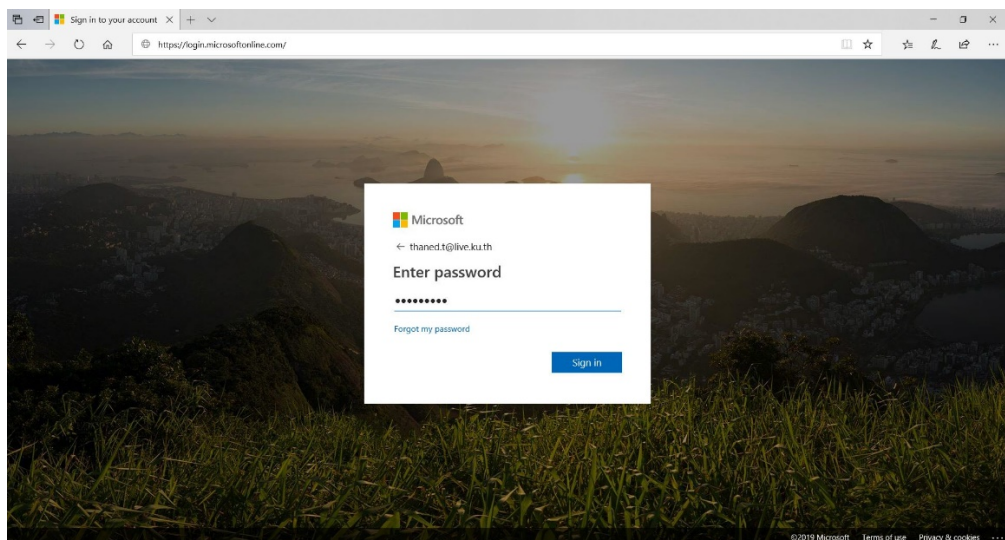 Sign in to your account
https://login.microsoftonline.com/
Microsoft
thaned.t@live.ku.th
Enter password
•••••••••
Forgot my password
Sign in
©2019 Microsoft Terms of use Privacy & cookies ...